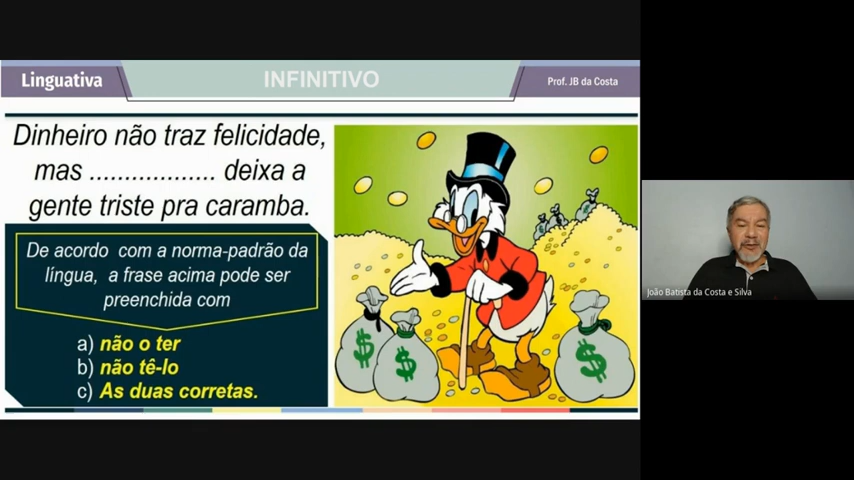 Linguativa
INFINITIVO
Prof. JB da Costa
Dinheiro não traz felicidade,
mas ................... deixa a
gente triste pra caramba.
De acordo com a norma-padrão da
língua, a frase acima pode ser
preenchida com
a) não o ter
b) não tê-lo
c) As duas corretas.
$
$
$
João Batista da Costa e Silva